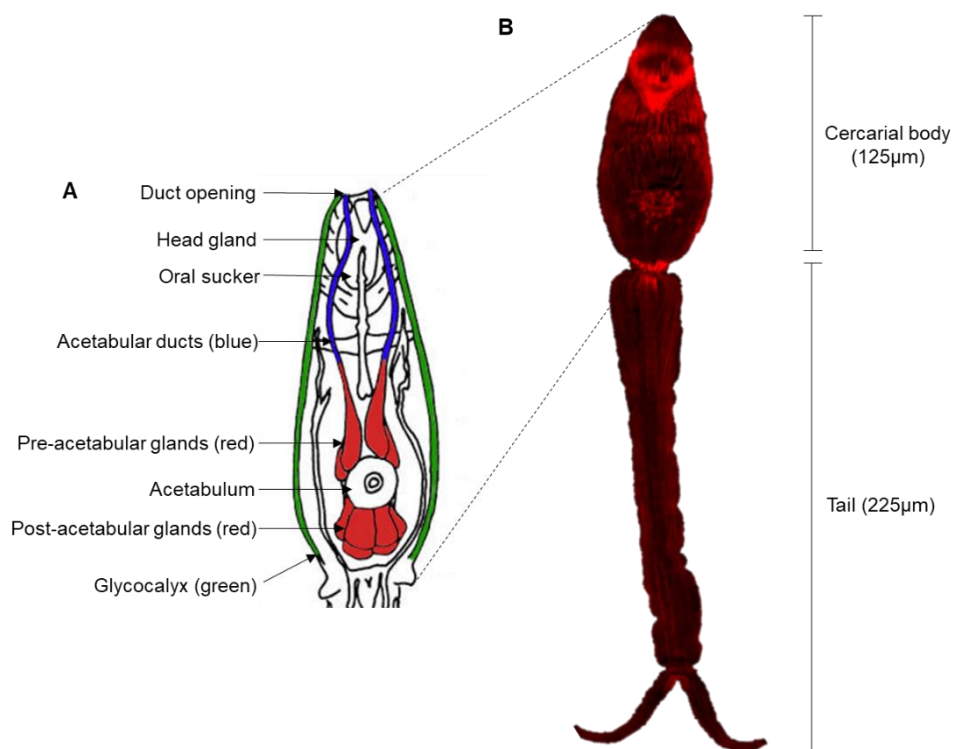 A
Duct opening
Head gland
Oral sucker
Acetabular ducts (blue)
Pre-acetabular glands (red)
Acetabulum
Post-acetabular glands (red)
Glycocalyx (green)
B
Cercarial body
(125µm)
Tail (225µm)